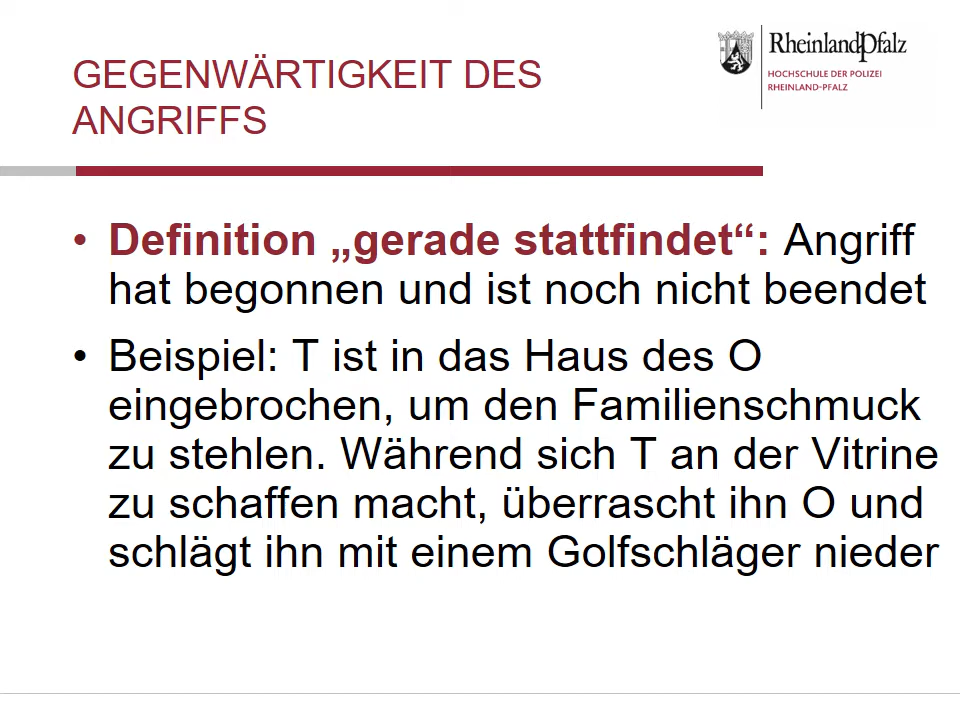 RheinlandPfalz
HOCHSCHULE DER POLIZEI
RHEINLAND-PFALZ
GEGENWÄRTIGKEIT DES
ANGRIFFS
• Definition „gerade stattfindet“: Angriff
hat begonnen und ist noch nicht beendet
• Beispiel: T ist in das Haus des O
eingebrochen, um den Familienschmuck
zu stehlen. Während sich T an der Vitrine
zu schaffen macht, überrascht ihn O und
schlägt ihn mit einem Golfschläger nieder